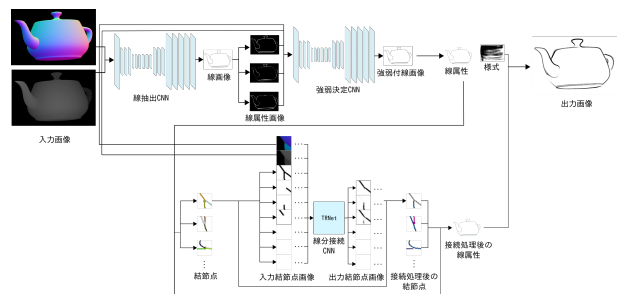 入力画像
線抽出CNN
線画像
線属性画像
強弱決定CNN
強弱付線画像
線属性
様式
出力画像
結節点
入力結節点画像
TRNet
線分接続
CNN
出力結節点画像
接続処理後の
結節点
接続処理後の
線属性